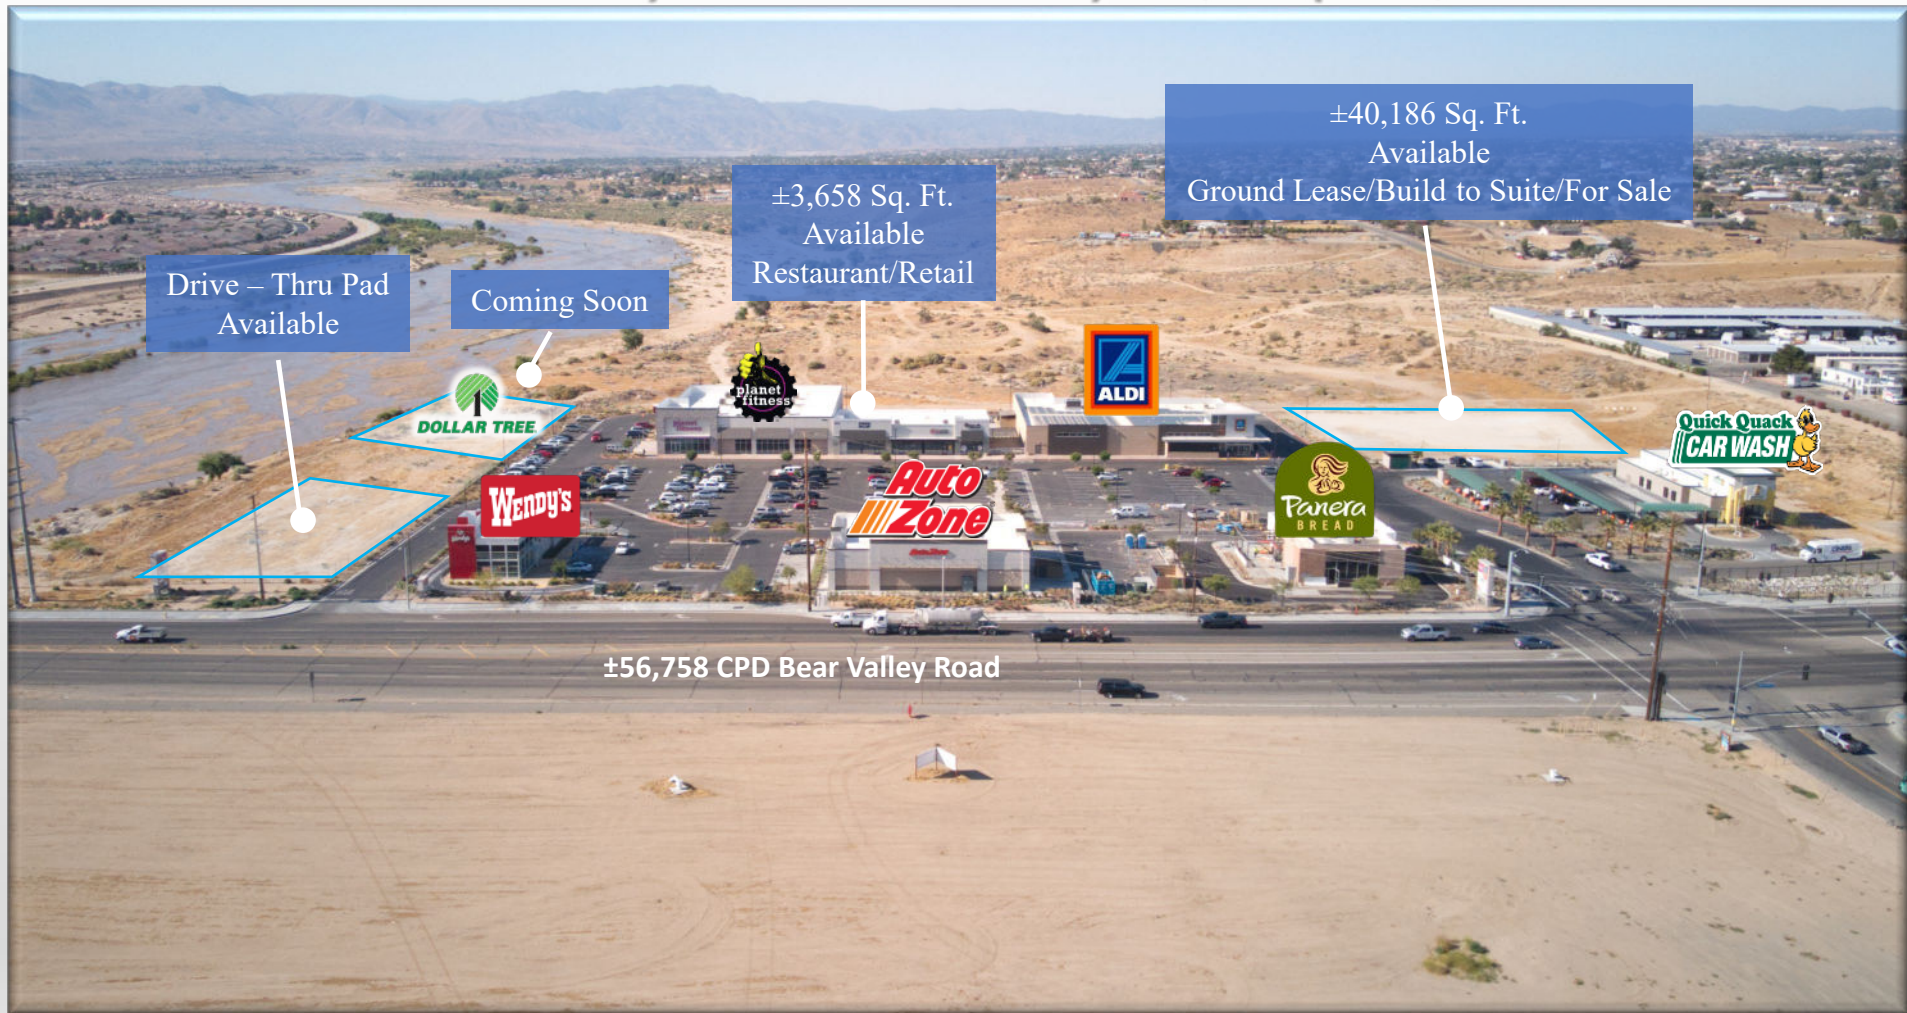 ±40,186 Sq. Ft.
Available
Ground Lease/Build to Suite/For Sale
±3,658 Sq. Ft.
Available
Restaurant/Retail
Drive – Thru Pad
Available
Coming Soon
planet
fitness
ALDI
DOLLAR TREE
Quick Quack
CAR WASH
WENDY'S
Auto
Zone
Panera
BREAD
±56,758 CPD Bear Valley Road